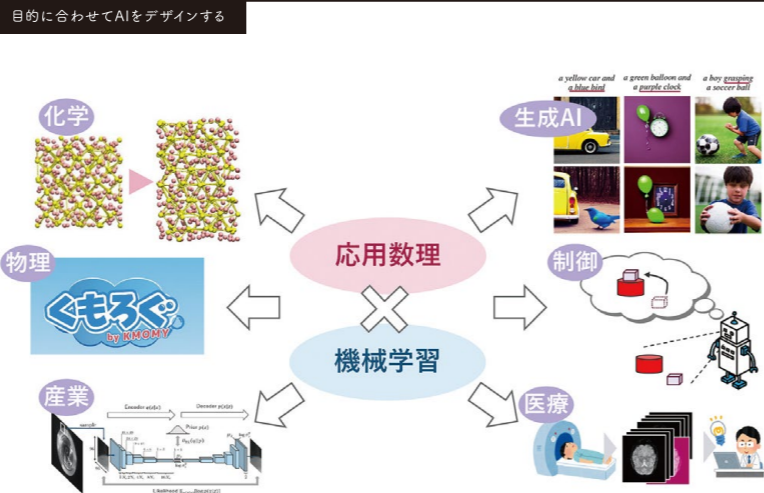 目的に合わせてAIをデザインする
化学
生成AI
a yellow car and
a blue bird
a green balloon and
a purple clock
a boy grasping
a soccer ball
応用数理
機械学習
物理
くもろぐ
by KMOMY
制御
産業
Encoder
Decoder
Prior
医療